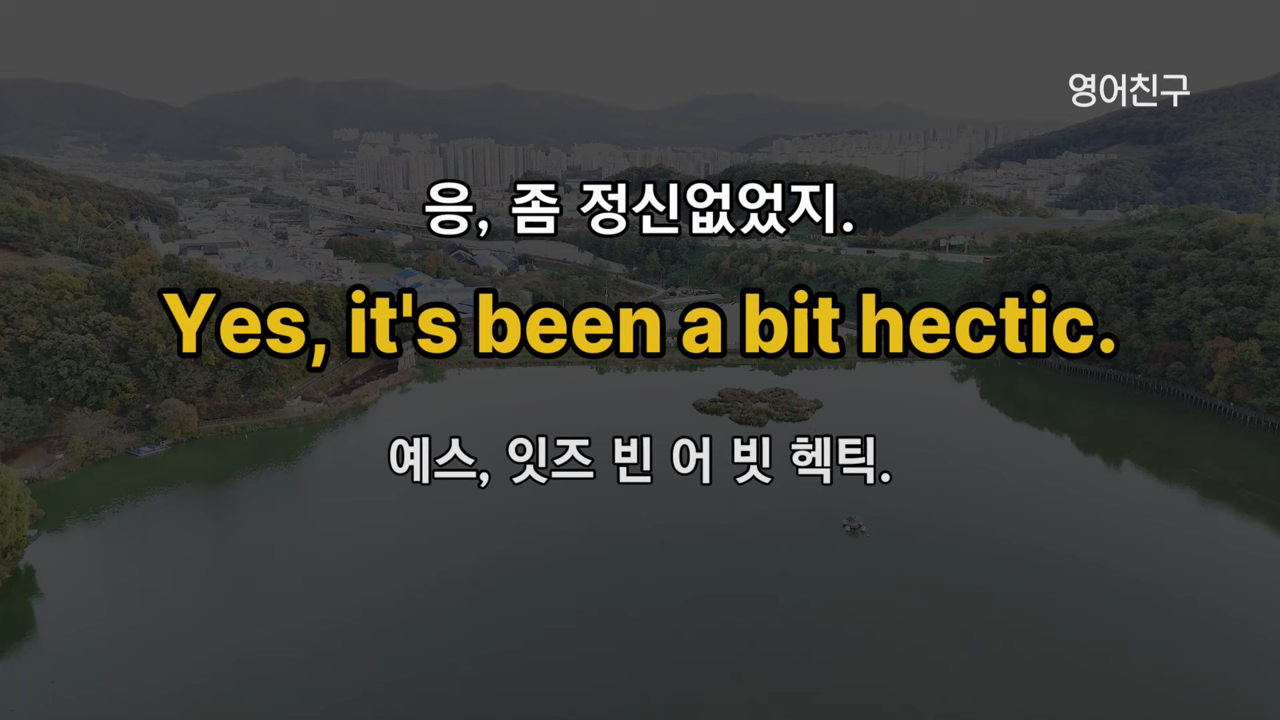 영어친구
응, 좀 정신없었지.
Yes, it's been a bit hectic.
예스, 잇즈 빈 어 빗 헥틱.